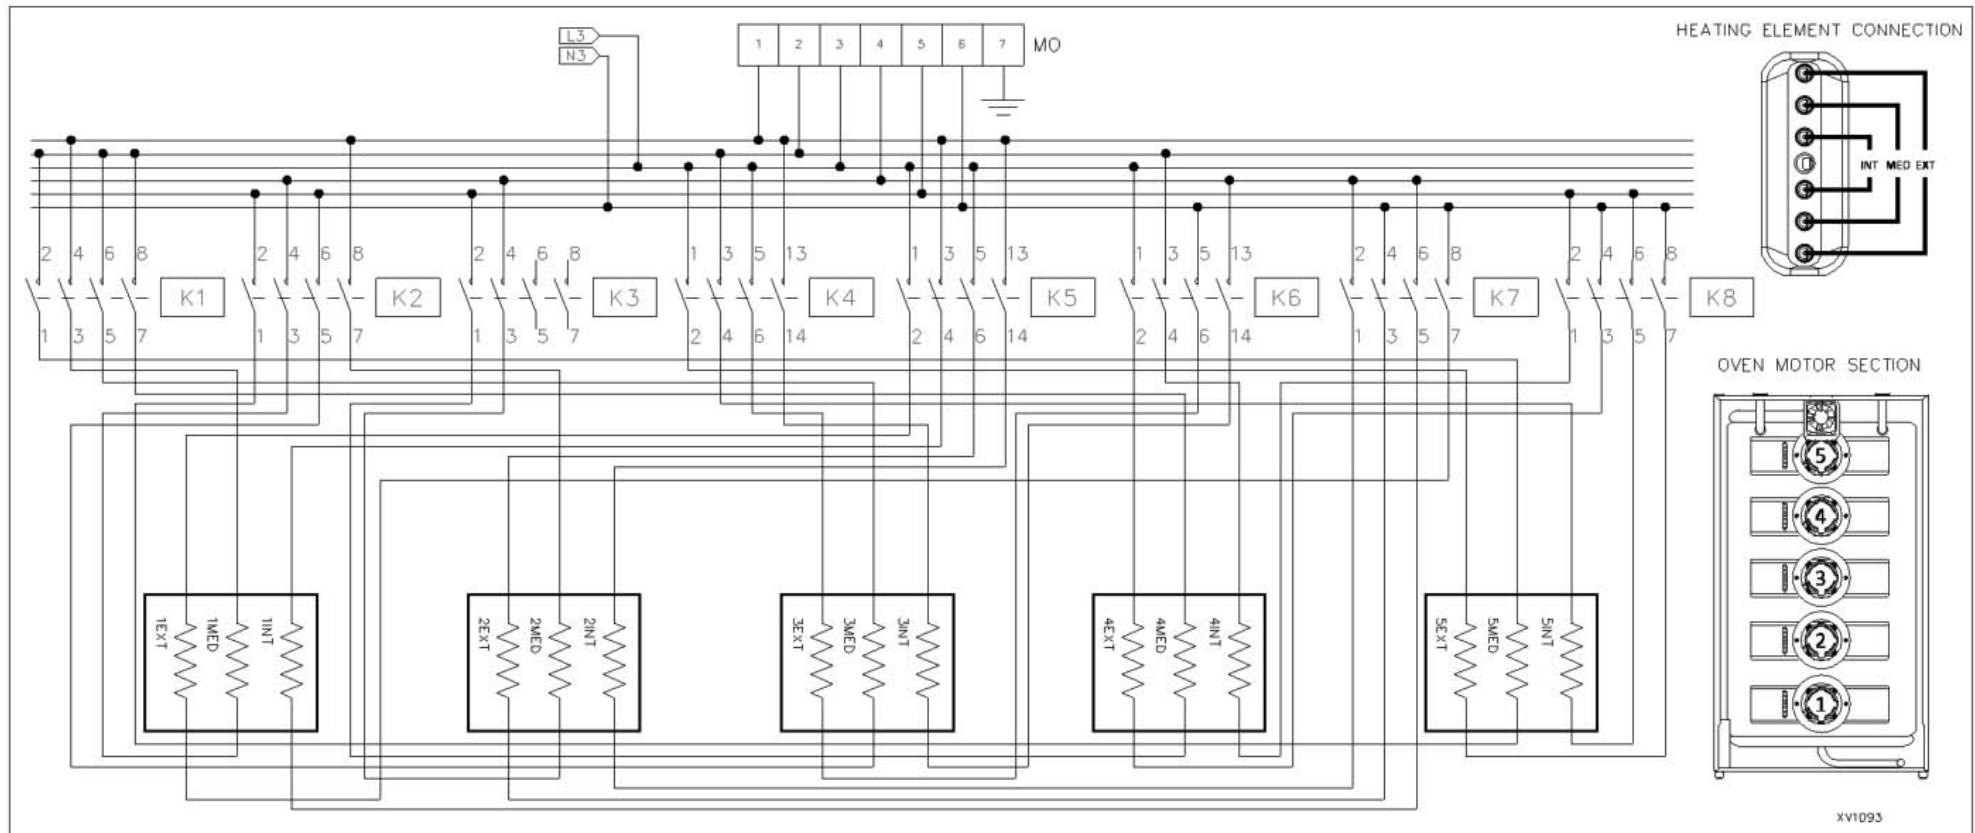 HEATING ELEMENT CONNECTION
L3
N3
1 2 3 4 5 6 7 MO
INT MED EXT
2 4 6 8 2 4 6 8 2 4 6 8 1 3 5 13 1 3 5 13 1 3 5 13 2 4 6 8 2 4 6 8
K1 K2 K3 K4 K5 K6 K7 K8
1 3 5 7 1 3 5 7 1 3 5 7 2 4 6 14 2 4 6 14 2 4 6 14 1 3 5 7 1 3 5 7
OVEN MOTOR SECTION
5
4
3
2
1
1EXT
1MED
1INT
2EXT
2MED
2INT
3EXT
3MED
3INT
4EXT
4MED
4INT
5EXT
5MED
5INT
XV1093